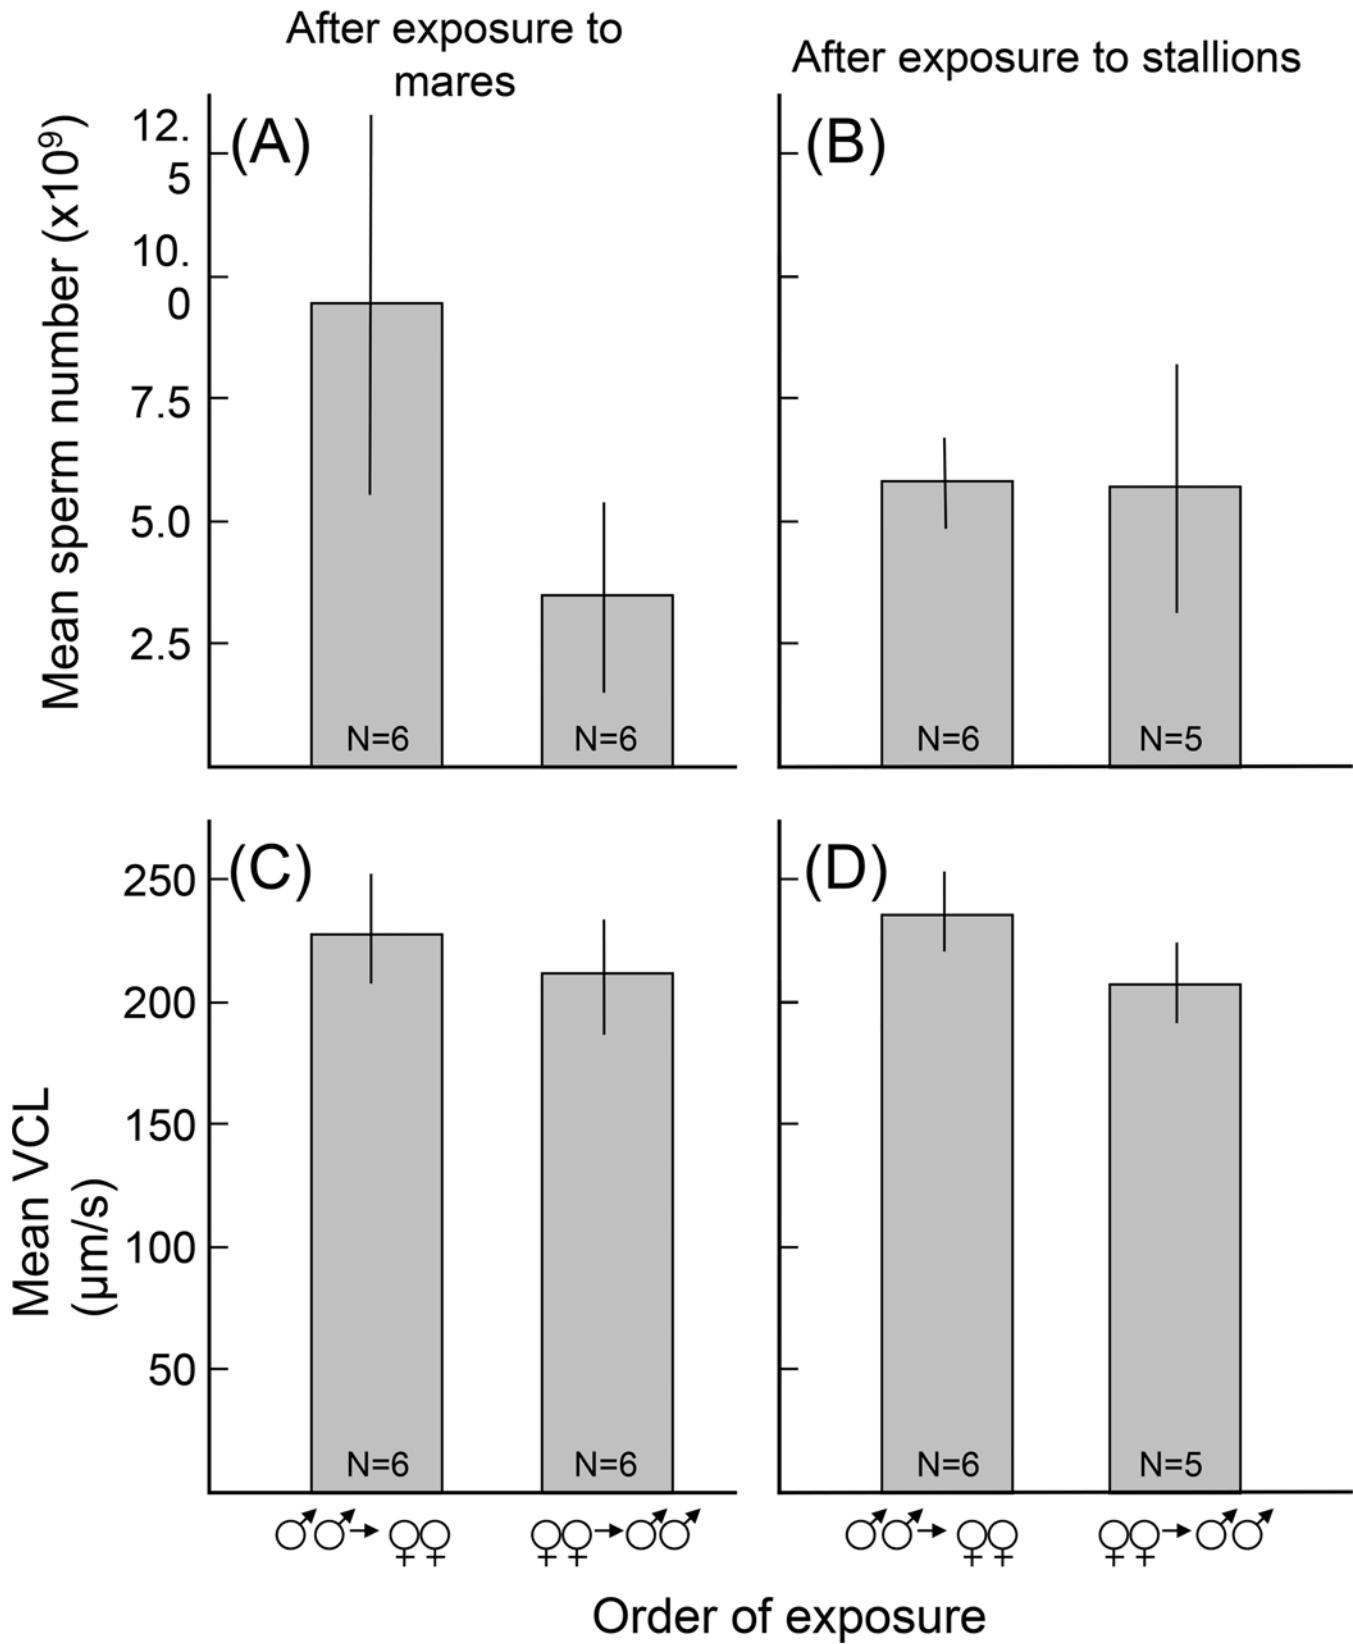 After exposure to
mares
After exposure to stallions
Mean sperm number (x10⁹)
12.
5
10.
0
7.5
5.0
2.5
(A)
N=6
N=6
(B)
N=6
N=5
Mean VCL
(µm/s)
250
200
150
100
50
(C)
N=6
N=6
(D)
N=6
N=5
♂♂→♀♀
♀♀→♂♂
♂♂→♀♀
♀♀→♂♂
Order of exposure